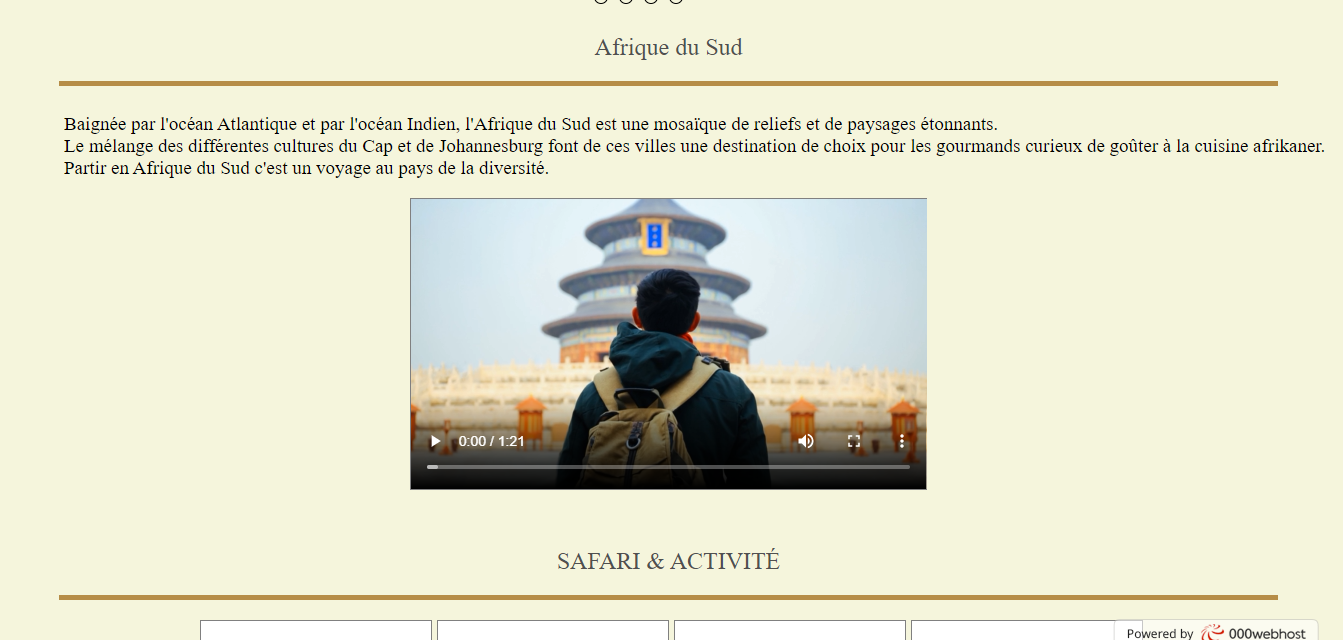 Afrique du Sud
Baignée par l'océan Atlantique et par l'océan Indien, l'Afrique du Sud est une mosaïque de reliefs et de paysages étonnants.
Le mélange des différentes cultures du Cap et de Johannesburg font de ces villes une destination de choix pour les gourmands curieux de goûter à la cuisine afrikaner.
Partir en Afrique du Sud c'est un voyage au pays de la diversité.
0:00 / 1:21
SAFARI & ACTIVITÉ
Powered by 000webhost